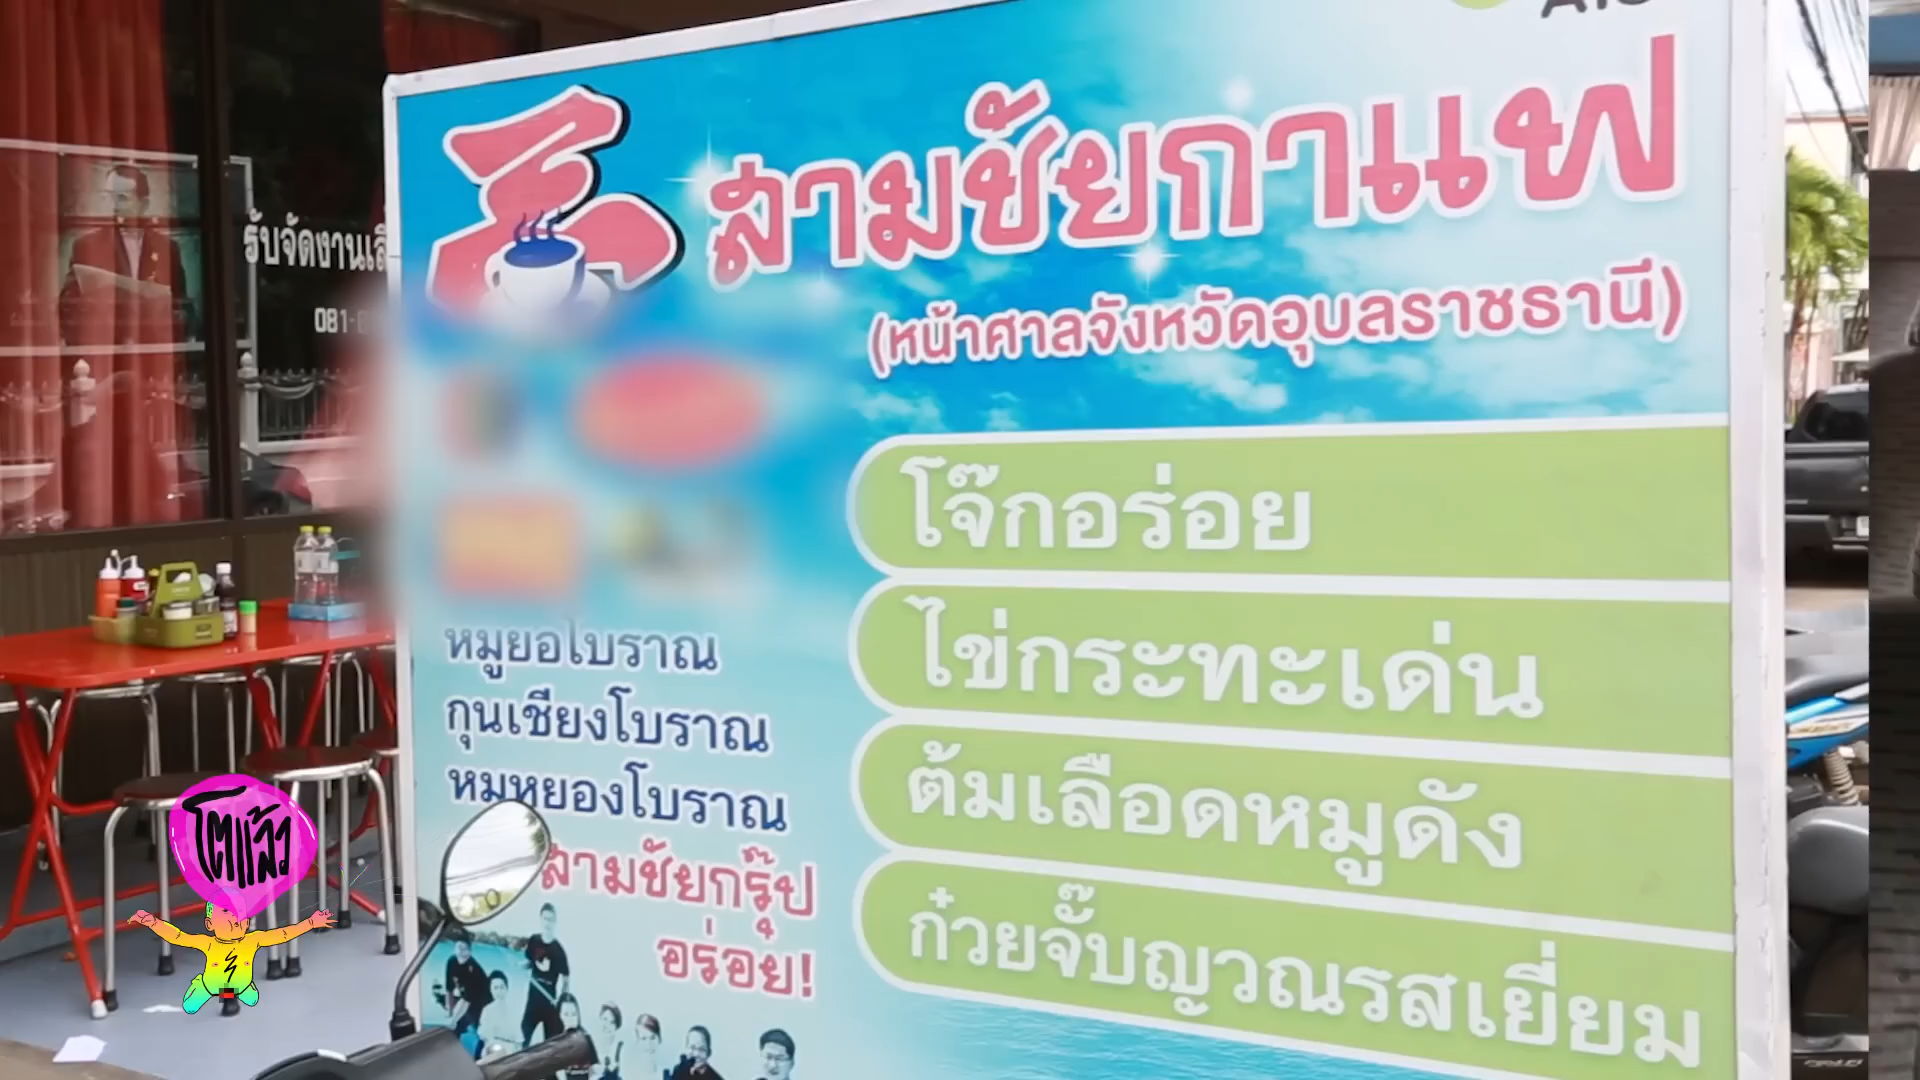 สามชัยกาแฟ
(หน้าศาลจังหวัดอุบลราชธานี)
รับจัดงานเลี้
081-
โจ๊กอร่อย
ไข่กระทะเด่น
ต้มเลือดหมูดัง
ก๋วยจั๊บญวณรสเยี่ยม
หมูยอโบราณ
กุนเชียงโบราณ
หมูหยองโบราณ
สามชัยกรุ๊ป
อร่อย!
โตแล้ว